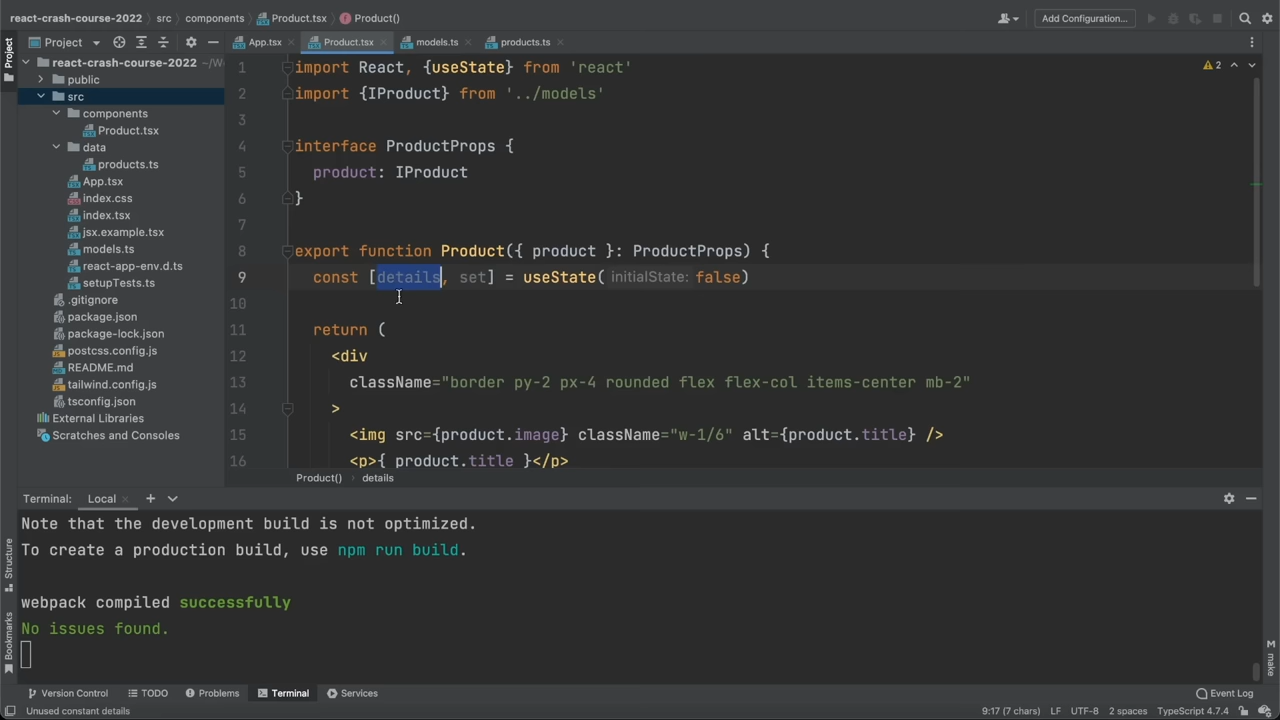 react-crash-course-2022 src components Product.tsx Product() Add Configuration...
Project App.tsx Product.tsx models.ts products.ts
Project
react-crash-course-2022 ~/W
public
src
components
Product.tsx
data
products.ts
App.tsx
index.css
index.tsx
jsx.example.tsx
models.ts
react-app-env.d.ts
setupTests.ts
.gitignore
package.json
package-lock.json
postcss.config.js
README.md
tailwind.config.js
tsconfig.json
External Libraries
Scratches and Consoles
2
1 import React, {useState} from 'react'
2 import {IProduct} from '../models'
3
4 interface ProductProps {
5 product: IProduct
6 }
7
8 export function Product({ product }: ProductProps) {
9 const [details, set] = useState( initialState: false)
10
11 return (
12 <div
13 className="border py-2 px-4 rounded flex flex-col items-center mb-2"
14 >
15 <img src={product.image} className="w-1/6" alt={product.title} />
16 <p>{ product.title }</p>
Product() details
Terminal: Local
Note that the development build is not optimized.
To create a production build, use npm run build.
webpack compiled successfully
No issues found.
Structure
Bookmarks
M make
Version Control TODO Problems Terminal Services Event Log
Unused constant details 9:17 (7 chars) LF UTF-8 2 spaces TypeScript 4.7.4